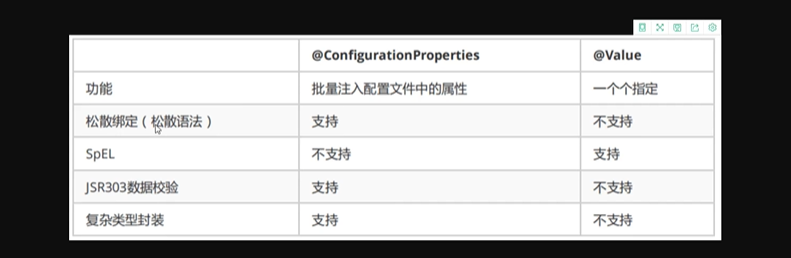 @ConfigurationProperties @Value
功能 批量注入配置文件中的属性 一个个指定
松散绑定（松散语法） 支持 不支持
SpEL 不支持 支持
JSR303数据校验 支持 不支持
复杂类型封装 支持 不支持